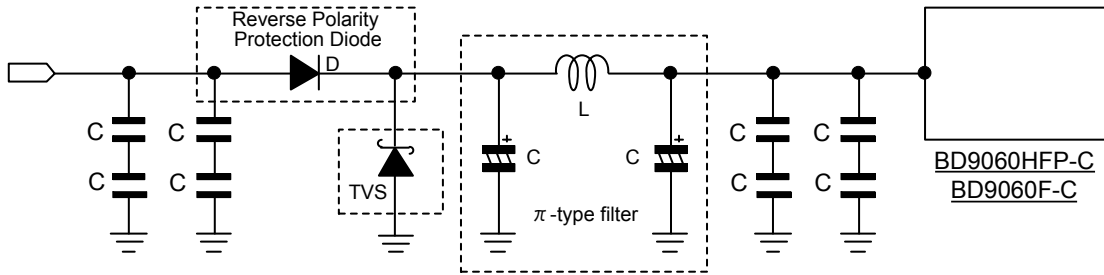 Reverse Polarity
Protection Diode
D
L
C
C
C
C
C
C
C
C
C
C
TVS
π-type filter
BD9060HFP-C
BD9060F-C